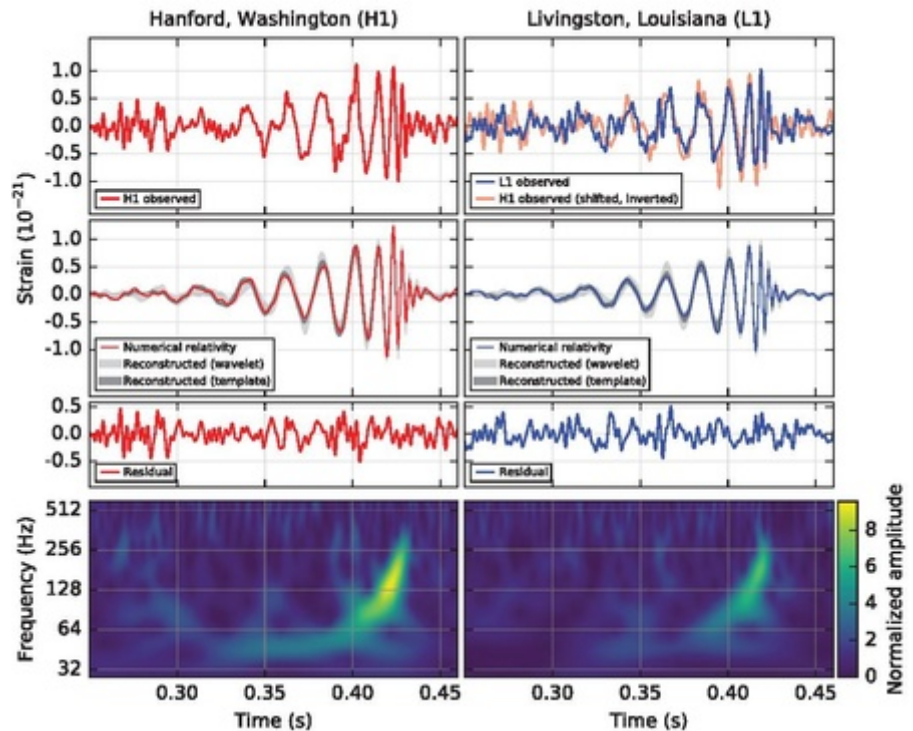 Hanford, Washington (H1)
Livingston, Louisiana (L1)
Strain (10⁻²¹)
1.0
0.5
0.0
-0.5
-1.0
H1 observed
L1 observed
H1 observed (shifted, inverted)
1.0
0.5
0.0
-0.5
-1.0
Numerical relativity
Reconstructed (wavelet)
Reconstructed (template)
Numerical relativity
Reconstructed (wavelet)
Reconstructed (template)
0.5
0.0
-0.5
Residual
Residual
Frequency (Hz)
512
256
128
64
32
Normalized amplitude
8
6
4
2
0
0.30 0.35 0.40 0.45
0.30 0.35 0.40 0.45
Time (s)
Time (s)